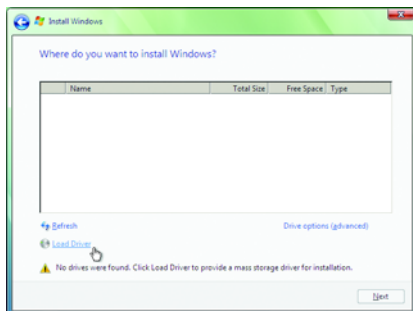 Install Windows
Where do you want to install Windows?
Name Total Size Free Space Type
Refresh Drive options (advanced)
Load Driver
No drives were found. Click Load Driver to provide a mass storage driver for installation.
Next